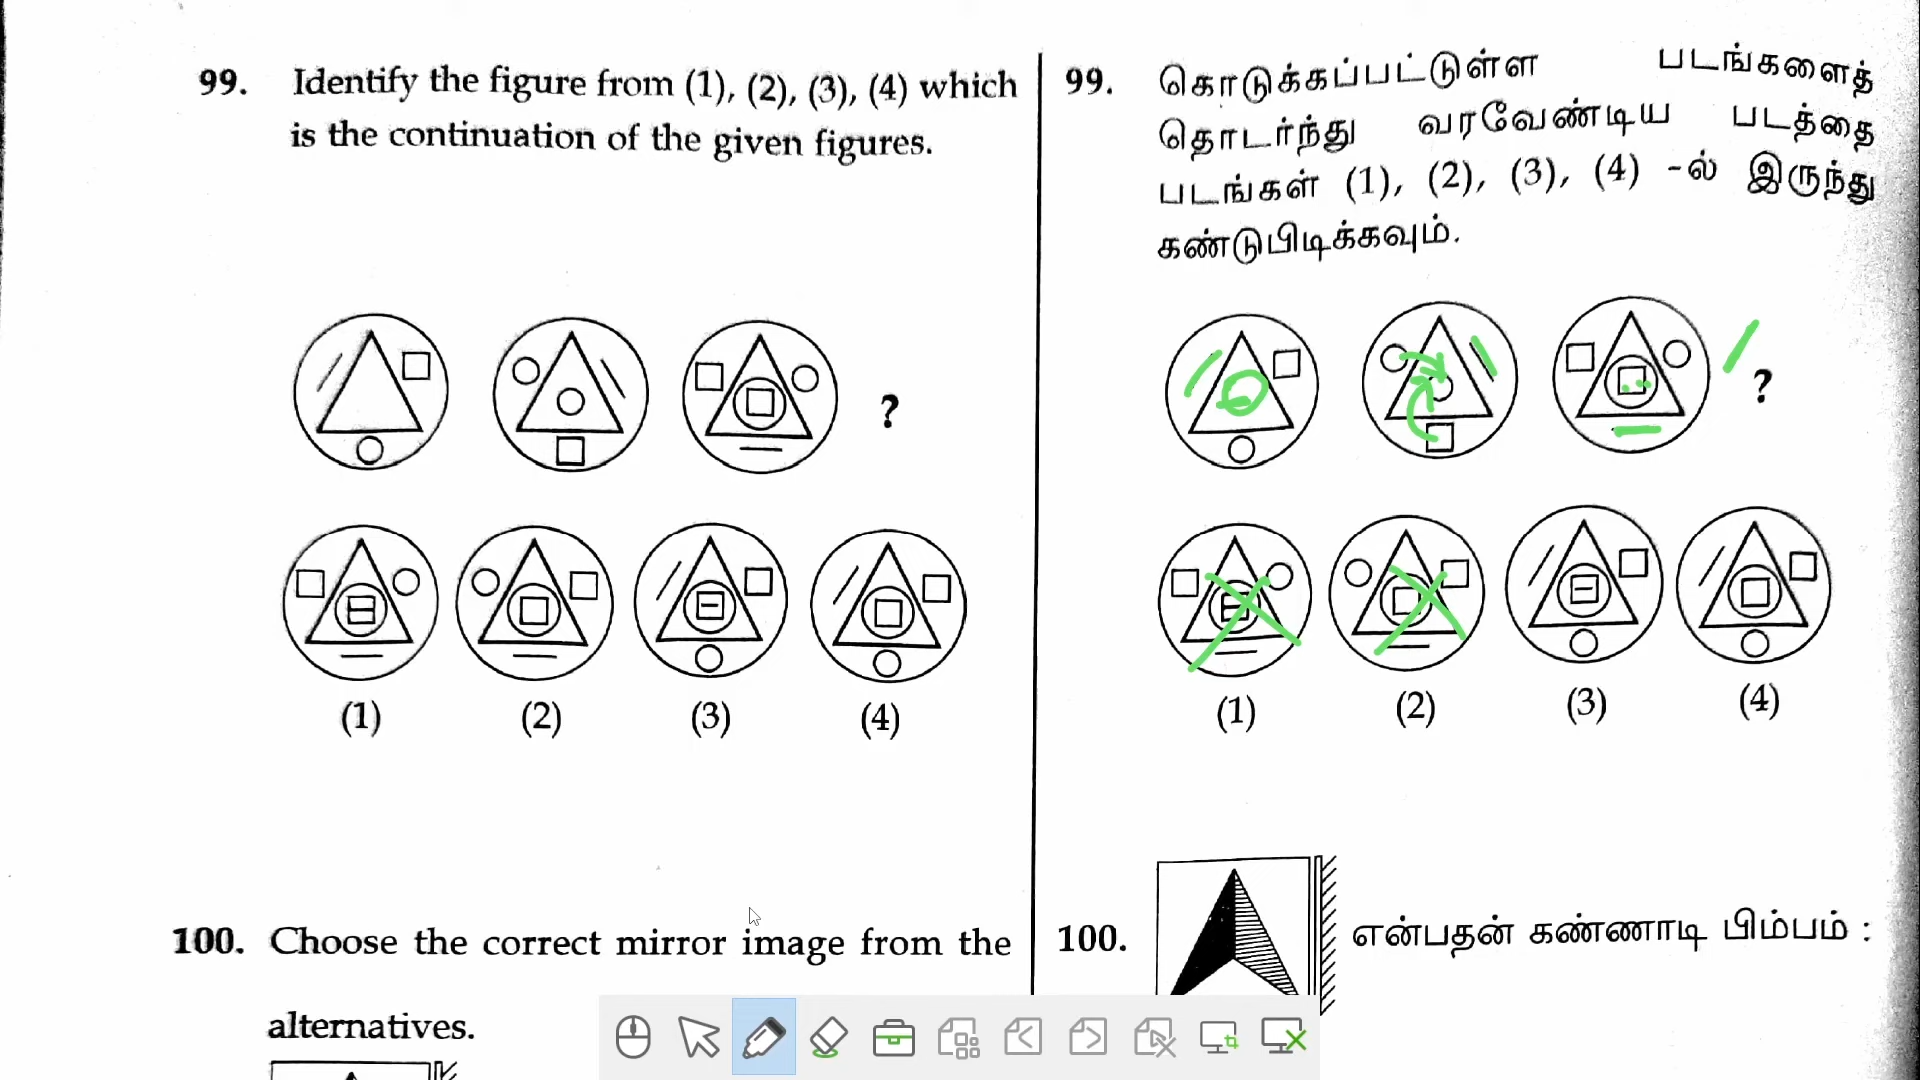 99. Identify the figure from (1), (2), (3), (4) which
is the continuation of the given figures.
?
(1) (2) (3) (4)
100. Choose the correct mirror image from the
alternatives.
99. கொடுக்கப்பட்டுள்ள படங்களைத்
தொடர்ந்து வரவேண்டிய படத்தை
படங்கள் (1), (2), (3), (4) -ல் இருந்து
கண்டுபிடிக்கவும்.
?
(1) (2) (3) (4)
100. என்பதன் கண்ணாடி பிம்பம் :